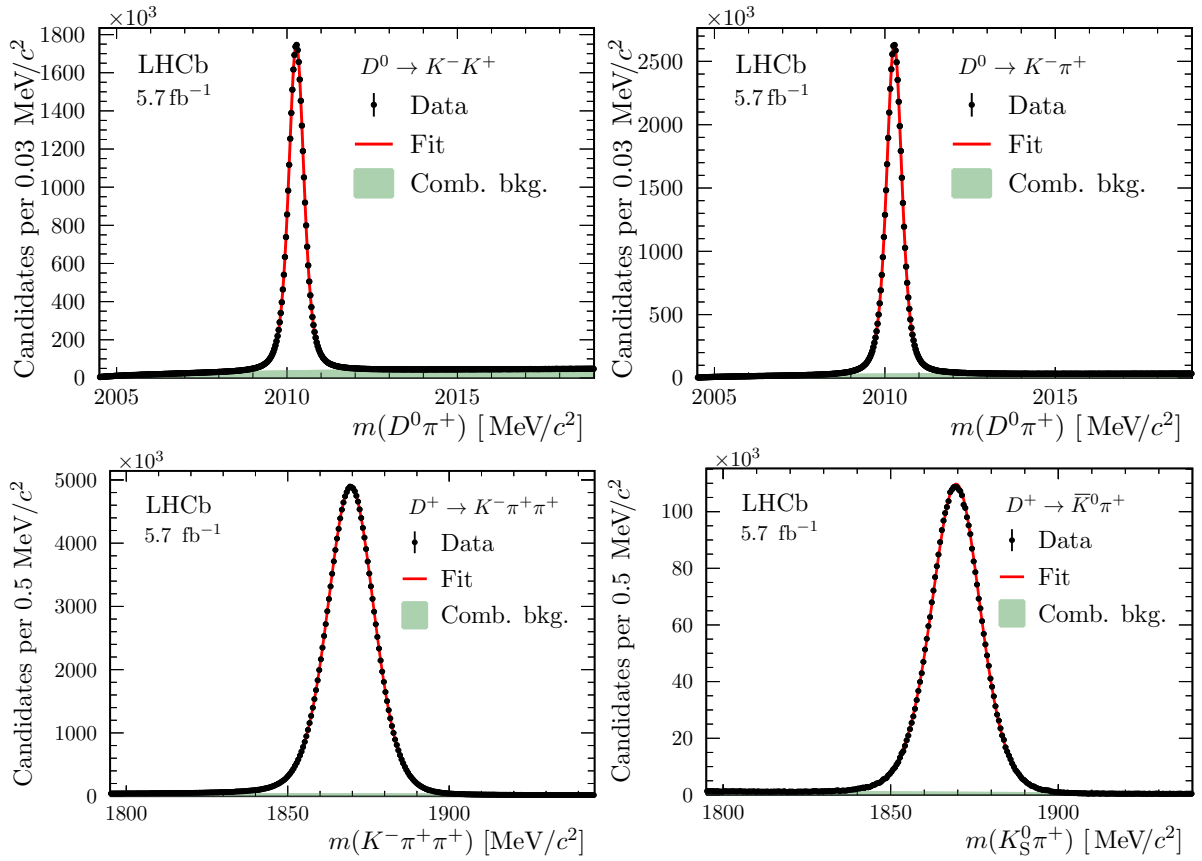 ×10³
Candidates per 0.03 MeV/c²
1800
1600
1400
1200
1000
800
600
400
200
0
LHCb
5.7 fb⁻¹
D⁰ → K⁻K⁺
Data
Fit
Comb. bkg.
2005
2010
2015
m(D⁰π⁺) [MeV/c²]
×10³
Candidates per 0.03 MeV/c²
2500
2000
1500
1000
500
0
LHCb
5.7 fb⁻¹
D⁰ → K⁻π⁺
Data
Fit
Comb. bkg.
2005
2010
2015
m(D⁰π⁺) [MeV/c²]
×10³
Candidates per 0.5 MeV/c²
5000
4000
3000
2000
1000
0
LHCb
5.7 fb⁻¹
D⁺ → K⁻π⁺π⁺
Data
Fit
Comb. bkg.
1800
1850
1900
m(K⁻π⁺π⁺) [MeV/c²]
×10³
Candidates per 0.5 MeV/c²
100
80
60
40
20
0
LHCb
5.7 fb⁻¹
D⁺ → K̅⁰π⁺
Data
Fit
Comb. bkg.
1800
1850
1900
m(K⁰_Sπ⁺) [MeV/c²]